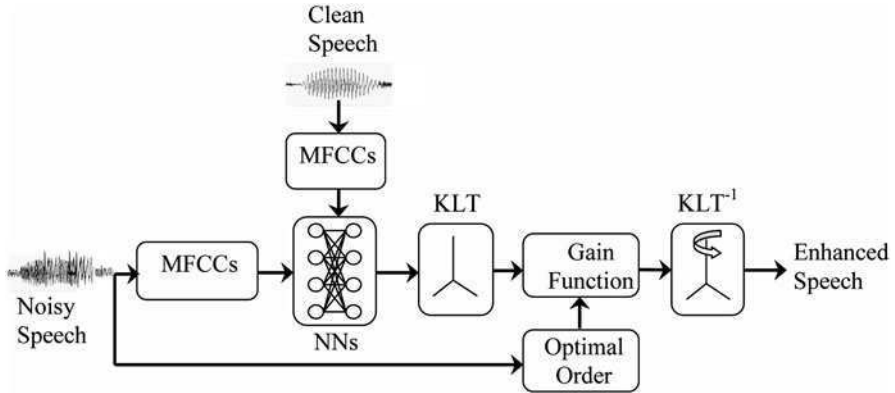 Clean
Speech
MFCCs
KLT
KLT⁻¹
MFCCs
Gain
Function
Enhanced
Speech
Noisy
Speech
NNs
Optimal
Order